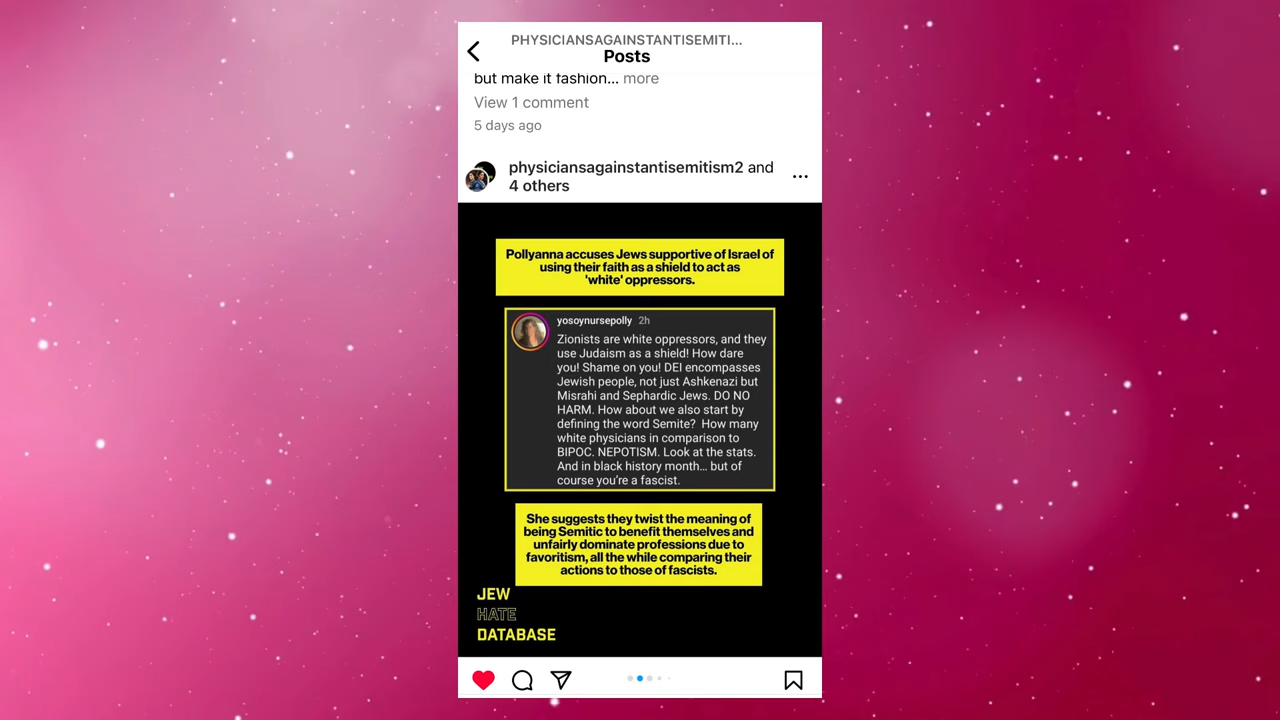 PHYSICIANSAGAINSTANTISEMITI...
Posts
but make it fashion... more
View 1 comment
5 days ago
physiciansagainstantisemitism2 and
4 others
Pollyanna accuses Jews supportive of Israel of
using their faith as a shield to act as
'white' oppressors.
yosoynursepolly 2h
Zionists are white oppressors, and they
use Judaism as a shield! How dare
you! Shame on you! DEI encompasses
Jewish people, not just Ashkenazi but
Misrahi and Sephardic Jews. DO NO
HARM. How about we also start by
defining the word Semite?  How many
white physicians in comparison to
BIPOC. NEPOTISM. Look at the stats.
And in black history month... but of
course you're a fascist.
She suggests they twist the meaning of
being Semitic to benefit themselves and
unfairly dominate professions due to
favoritism, all the while comparing their
actions to those of fascists.
JEW
HATE
DATABASE